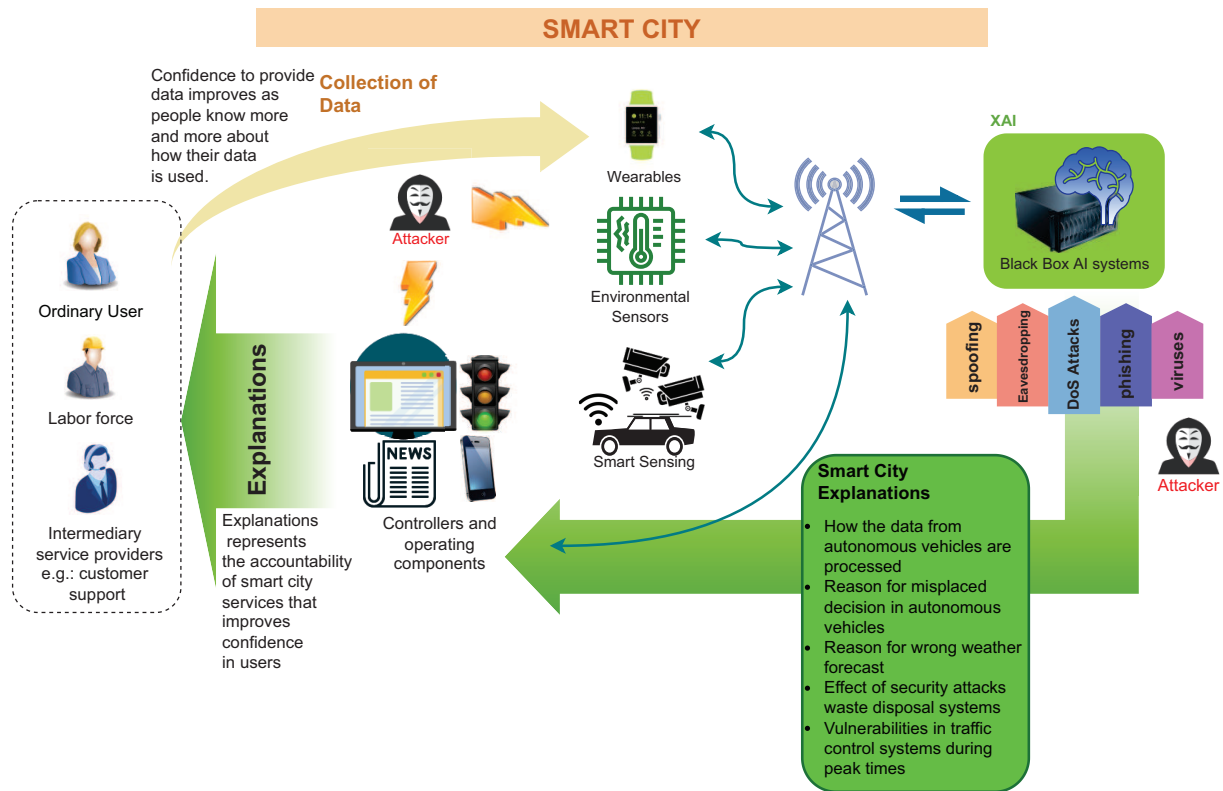 SMART CITY
Confidence to provide
data improves as
people know more
and more about
how their data
is used.
Collection of
Data
11:14
Wearables
XAI
Black Box AI systems
Attacker
Environmental
Sensors
Smart Sensing
Ordinary User
Labor force
Intermediary
service providers
e.g.: customer
support
Explanations
Explanations
represents
the accountability
of smart city
services that
improves
confidence
in users
NEWS
Controllers and
operating
components
spoofing
Eavesdropping
DoS Attacks
phishing
viruses
Attacker
Smart City
Explanations
• How the data from
autonomous vehicles are
processed
• Reason for misplaced
decision in autonomous
vehicles
• Reason for wrong weather
forecast
• Effect of security attacks
waste disposal systems
• Vulnerabilities in traffic
control systems during
peak times